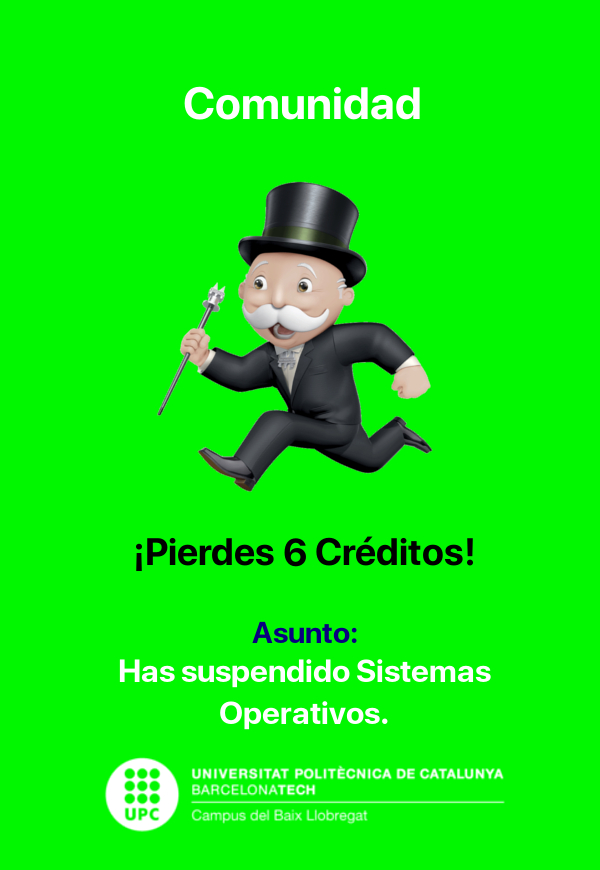 Comunidad
¡Pierdes 6 Créditos!
Asunto:
Has suspendido Sistemas
Operativos.
UNIVERSITAT POLITÈCNICA DE CATALUNYA
BARCELONATECH
UPC
Campus del Baix Llobregat